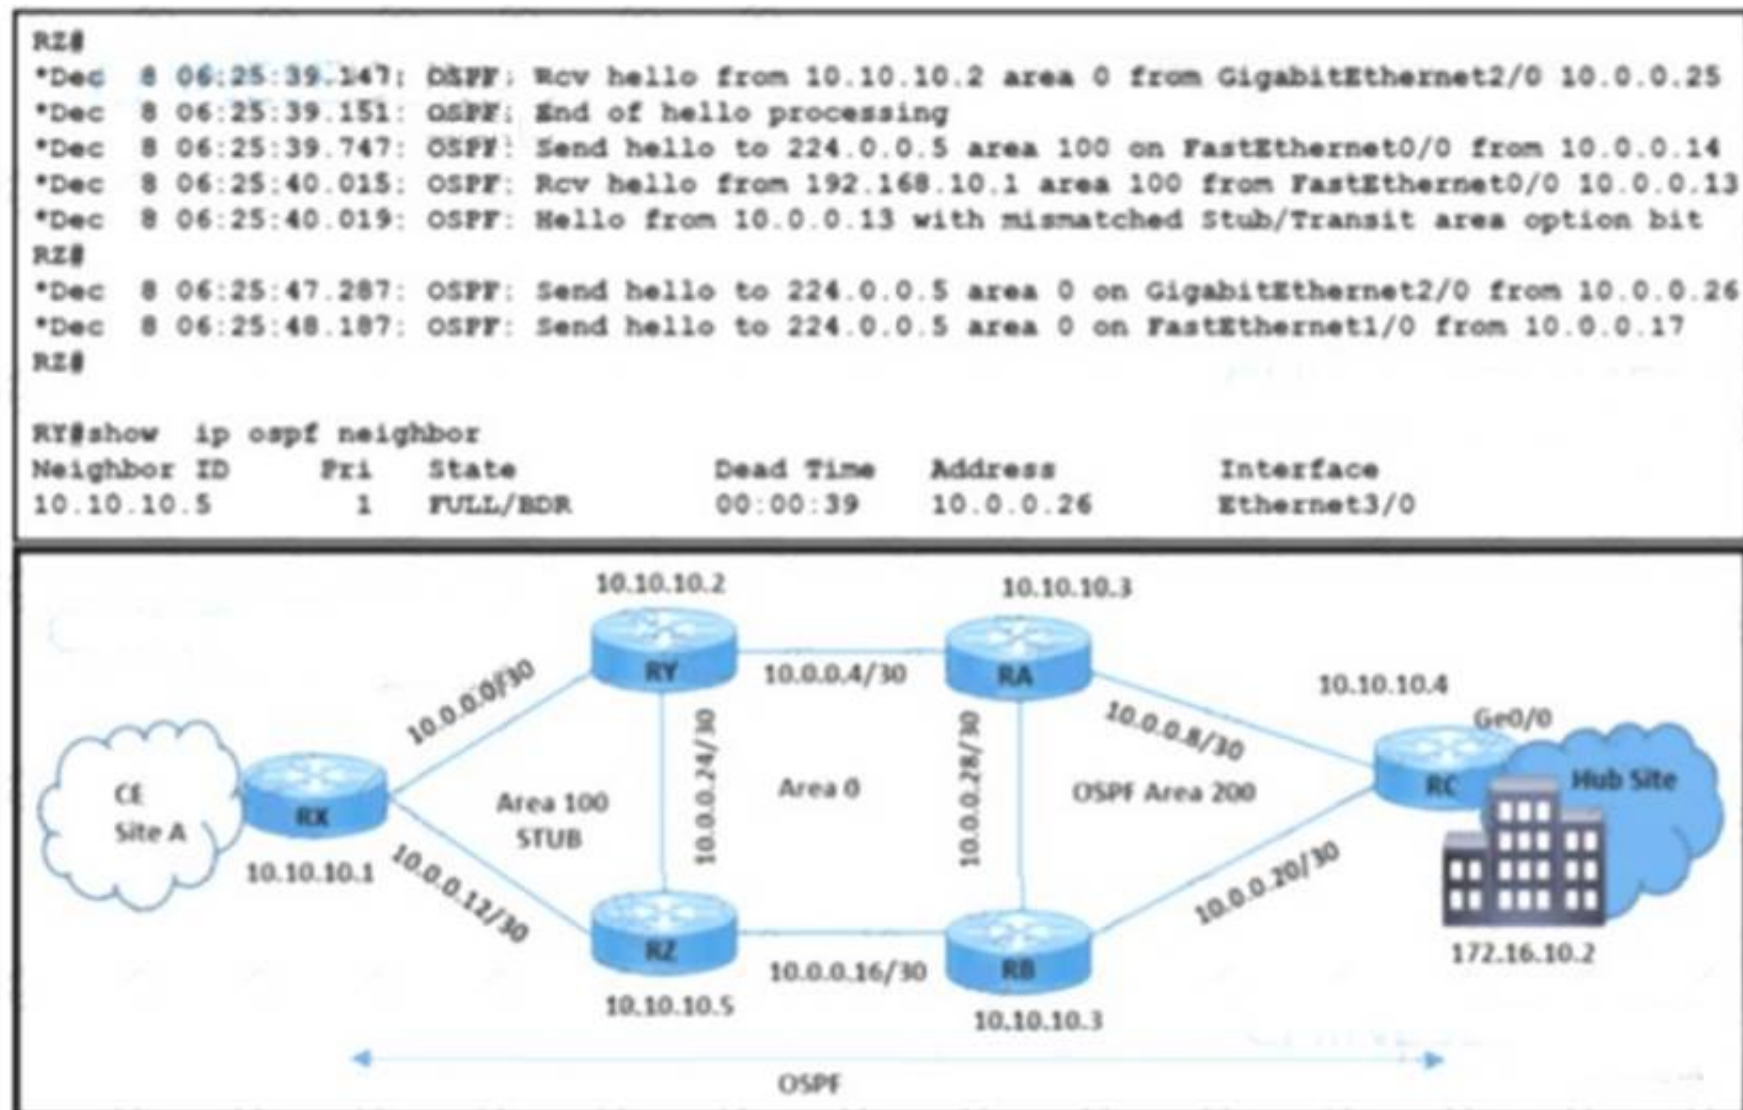 RZ#
*Dec 8 06:25:39.147: OSPF: Rcv hello from 10.10.10.2 area 0 from GigabitEthernet2/0 10.0.0.25
*Dec 8 06:25:39.151: OSPF: End of hello processing
*Dec 8 06:25:39.747: OSPF: Send hello to 224.0.0.5 area 100 on FastEthernet0/0 from 10.0.0.14
*Dec 8 06:25:40.015: OSPF: Rcv hello from 192.168.10.1 area 100 from FastEthernet0/0 10.0.0.13
*Dec 8 06:25:40.019: OSPF: Hello from 10.0.0.13 with mismatched Stub/Transit area option bit
RZ#
*Dec 8 06:25:47.287: OSPF: Send hello to 224.0.0.5 area 0 on GigabitEthernet2/0 from 10.0.0.26
*Dec 8 06:25:48.187: OSPF: Send hello to 224.0.0.5 area 0 on FastEthernet1/0 from 10.0.0.17
RZ#
RY#show ip ospf neighbor
Neighbor ID Pri State Dead Time Address Interface
10.10.10.5 1 FULL/BDR 00:00:39 10.0.0.26 Ethernet3/0
10.10.10.2
10.10.10.3
RY
10.0.0.4/30
RA
10.10.10.4
10.0.0.0/30
10.0.0.8/30
Ge0/0
10.0.0.24/30
10.0.0.28/30
CE
Site A
RX
Area 100
STUB
Area 0
OSPF Area 200
RC
Hub Site
10.10.10.1
10.0.0.12/30
10.0.0.20/30
RZ
10.0.0.16/30
RB
172.16.10.2
10.10.10.5
10.10.10.3
OSPF